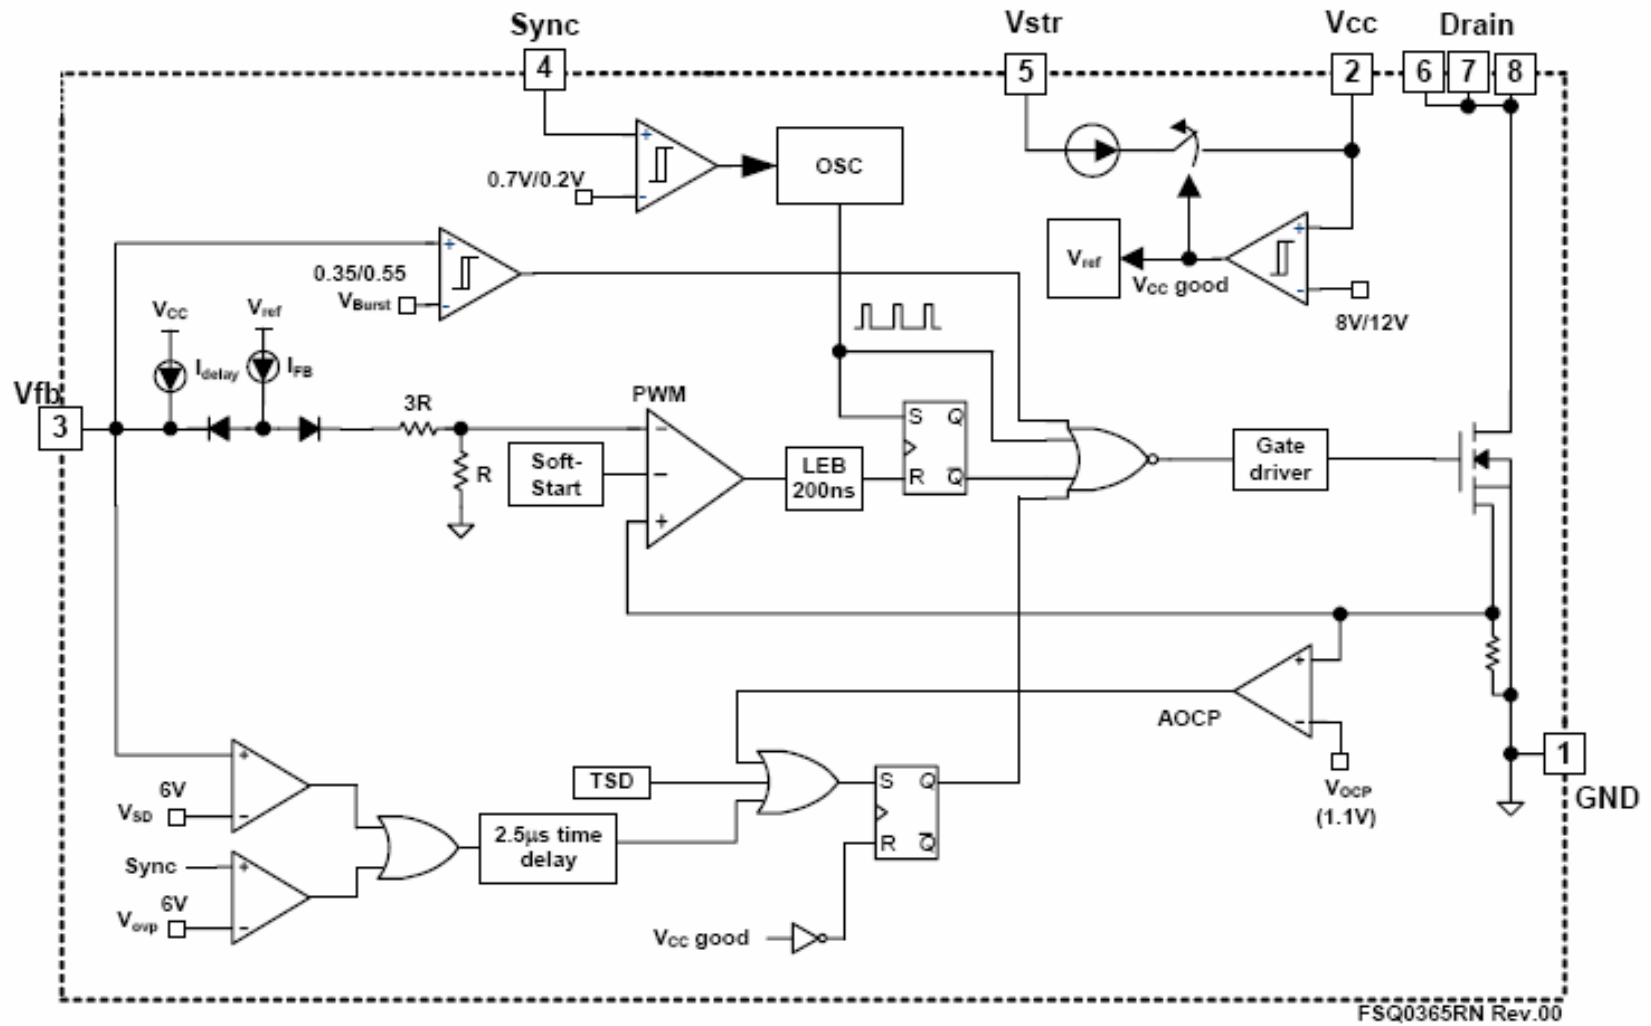 Sync Vstr Vcc Drain
4 5 2 6 7 8
+
OSC
0.7V/0.2V
-
+
+
0.35/0.55
Vref
VCC good
-
VBurst
-
8V/12V
VCC Vref
Idelay IFB
Vfb
3
3R
PWM
S Q
-
Soft-
Start
-
R
LEB
200ns
R Q̅
Gate
driver
+
+
AOCP
-
VOCP
(1.1V)
1
GND
+
6V
VSD
-
TSD
S Q
2.5μs time
delay
R Q̅
Sync
+
6V
Vovp
-
VCC good
FSQ0365RN Rev.00